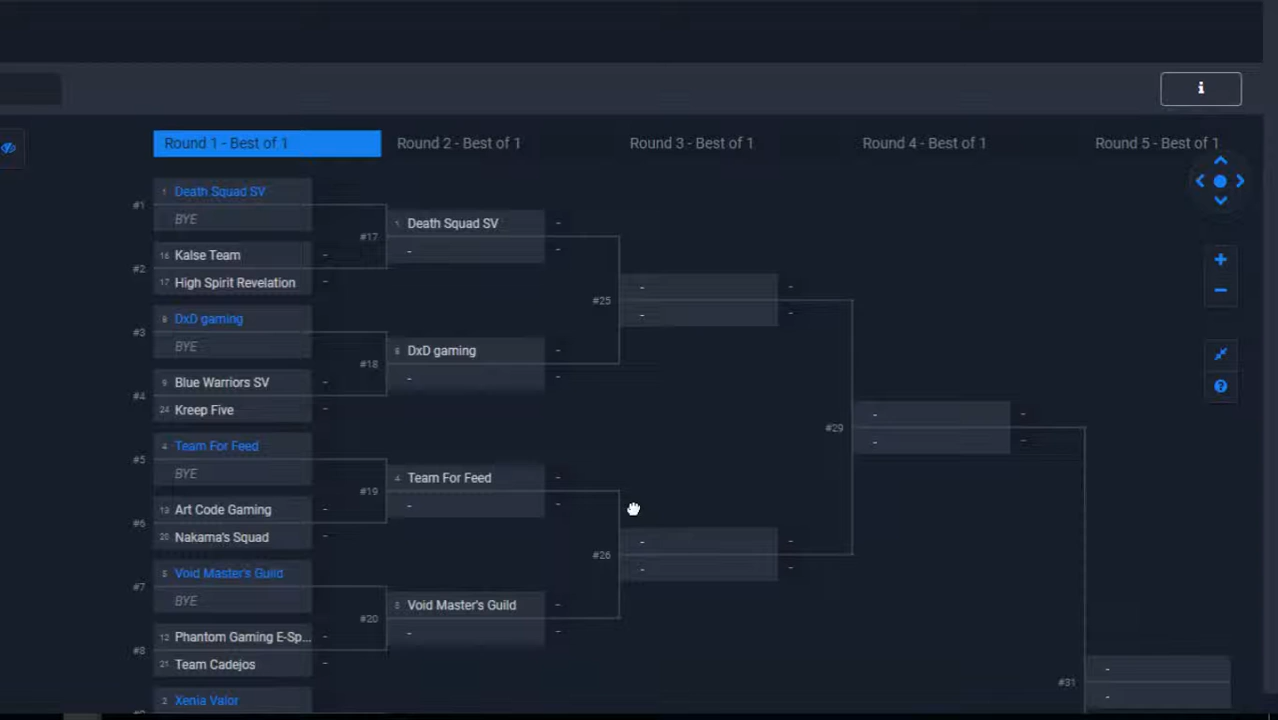 i
Round 1 - Best of 1
Round 2 - Best of 1
Round 3 - Best of 1
Round 4 - Best of 1
Round 5 - Best of 1
#1
1 Death Squad SV
BYE
#2
16 Kalse Team -
17 High Spirit Revelation -
#3
DxD gaming
BYE
#4
9 Blue Warriors SV -
24 Kreep Five -
#5
4 Team For Feed
BYE
#6
13 Art Code Gaming -
20 Nakama's Squad -
#7
5 Void Master's Guild
BYE
#8
12 Phantom Gaming E-Sp... -
21 Team Cadejos -
2 Xenia Valor
#17
1 Death Squad SV -
- -
#18
DxD gaming -
- -
#19
4 Team For Feed -
- -
#20
5 Void Master's Guild -
- -
#25
- -
- -
#26
- -
- -
#29
- -
- -
#31
-
-
+
−
?